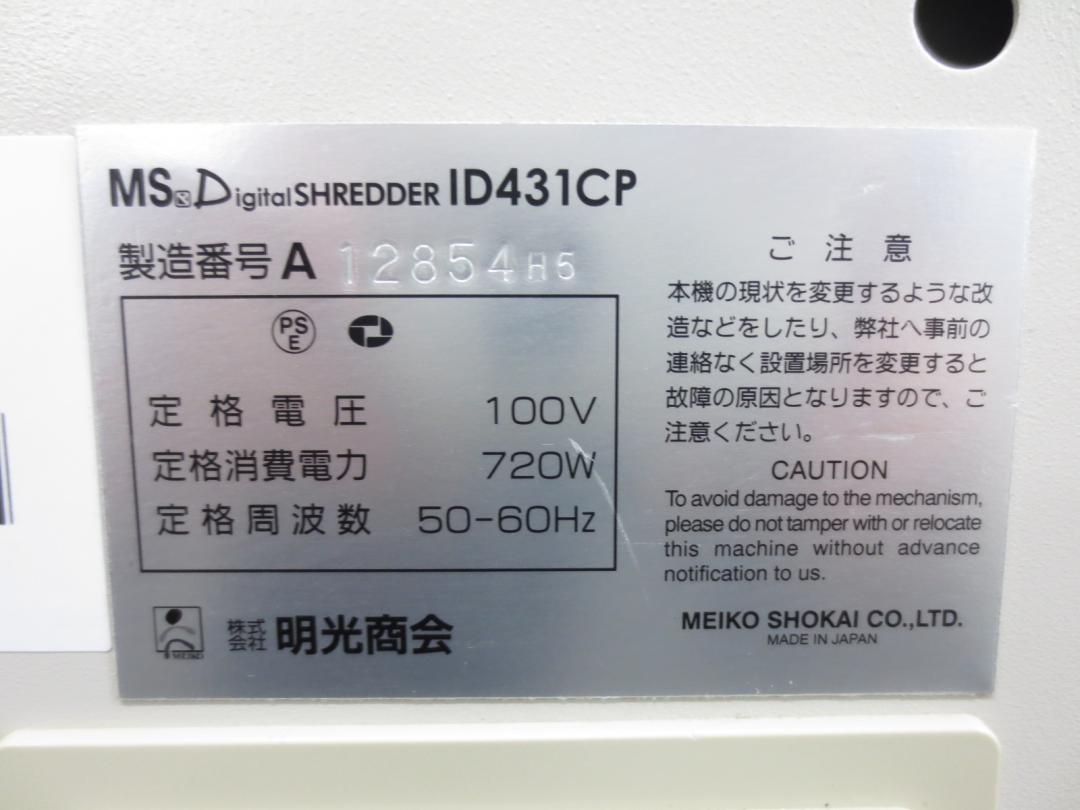 MS DigitalSHREDDER ID431CP
製造番号 A 12854H5
PS
E
定格電圧 100V
定格消費電力 720W
定格周波数 50-60Hz
MEIKO
株式
会社 明光商会
ご注意
本機の現状を変更するような改
造などをしたり、弊社へ事前の
連絡なく設置場所を変更すると
故障の原因となりますので、ご
注意ください。
CAUTION
To avoid damage to the mechanism,
please do not tamper with or relocate
this machine without advance
notification to us.
MEIKO SHOKAI CO.,LTD.
MADE IN JAPAN